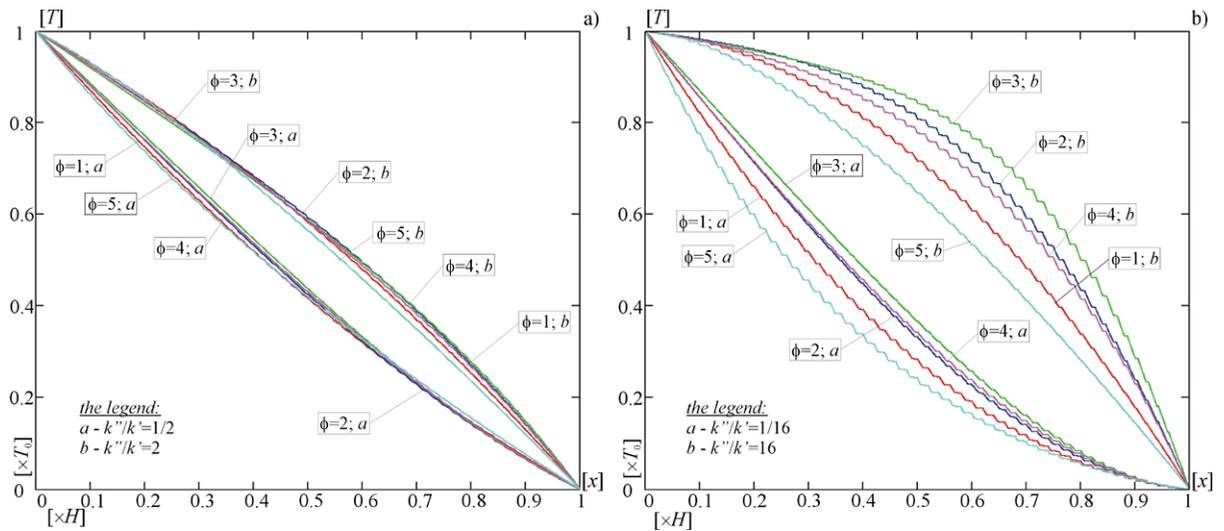 [T]
a)
1
0.8
0.6
0.4
0.2
0
[×T₀]
ϕ=3; b
ϕ=3; a
ϕ=1; a
ϕ=2; b
ϕ=5; a
ϕ=5; b
ϕ=4; a
ϕ=4; b
ϕ=1; b
ϕ=2; a
the legend:
a - k''/k'=1/2
b - k''/k'=2
[x]
0 0.1 0.2 0.3 0.4 0.5 0.6 0.7 0.8 0.9 1
[×H]
[T]
b)
1
0.8
0.6
0.4
0.2
0
[×T₀]
ϕ=3; b
ϕ=2; b
ϕ=3; a
ϕ=4; b
ϕ=1; a
ϕ=5; b
ϕ=5; a
ϕ=1; b
ϕ=4; a
ϕ=2; a
the legend:
a - k''/k'=1/16
b - k''/k'=16
[x]
0 0.1 0.2 0.3 0.4 0.5 0.6 0.7 0.8 0.9 1
[×H]